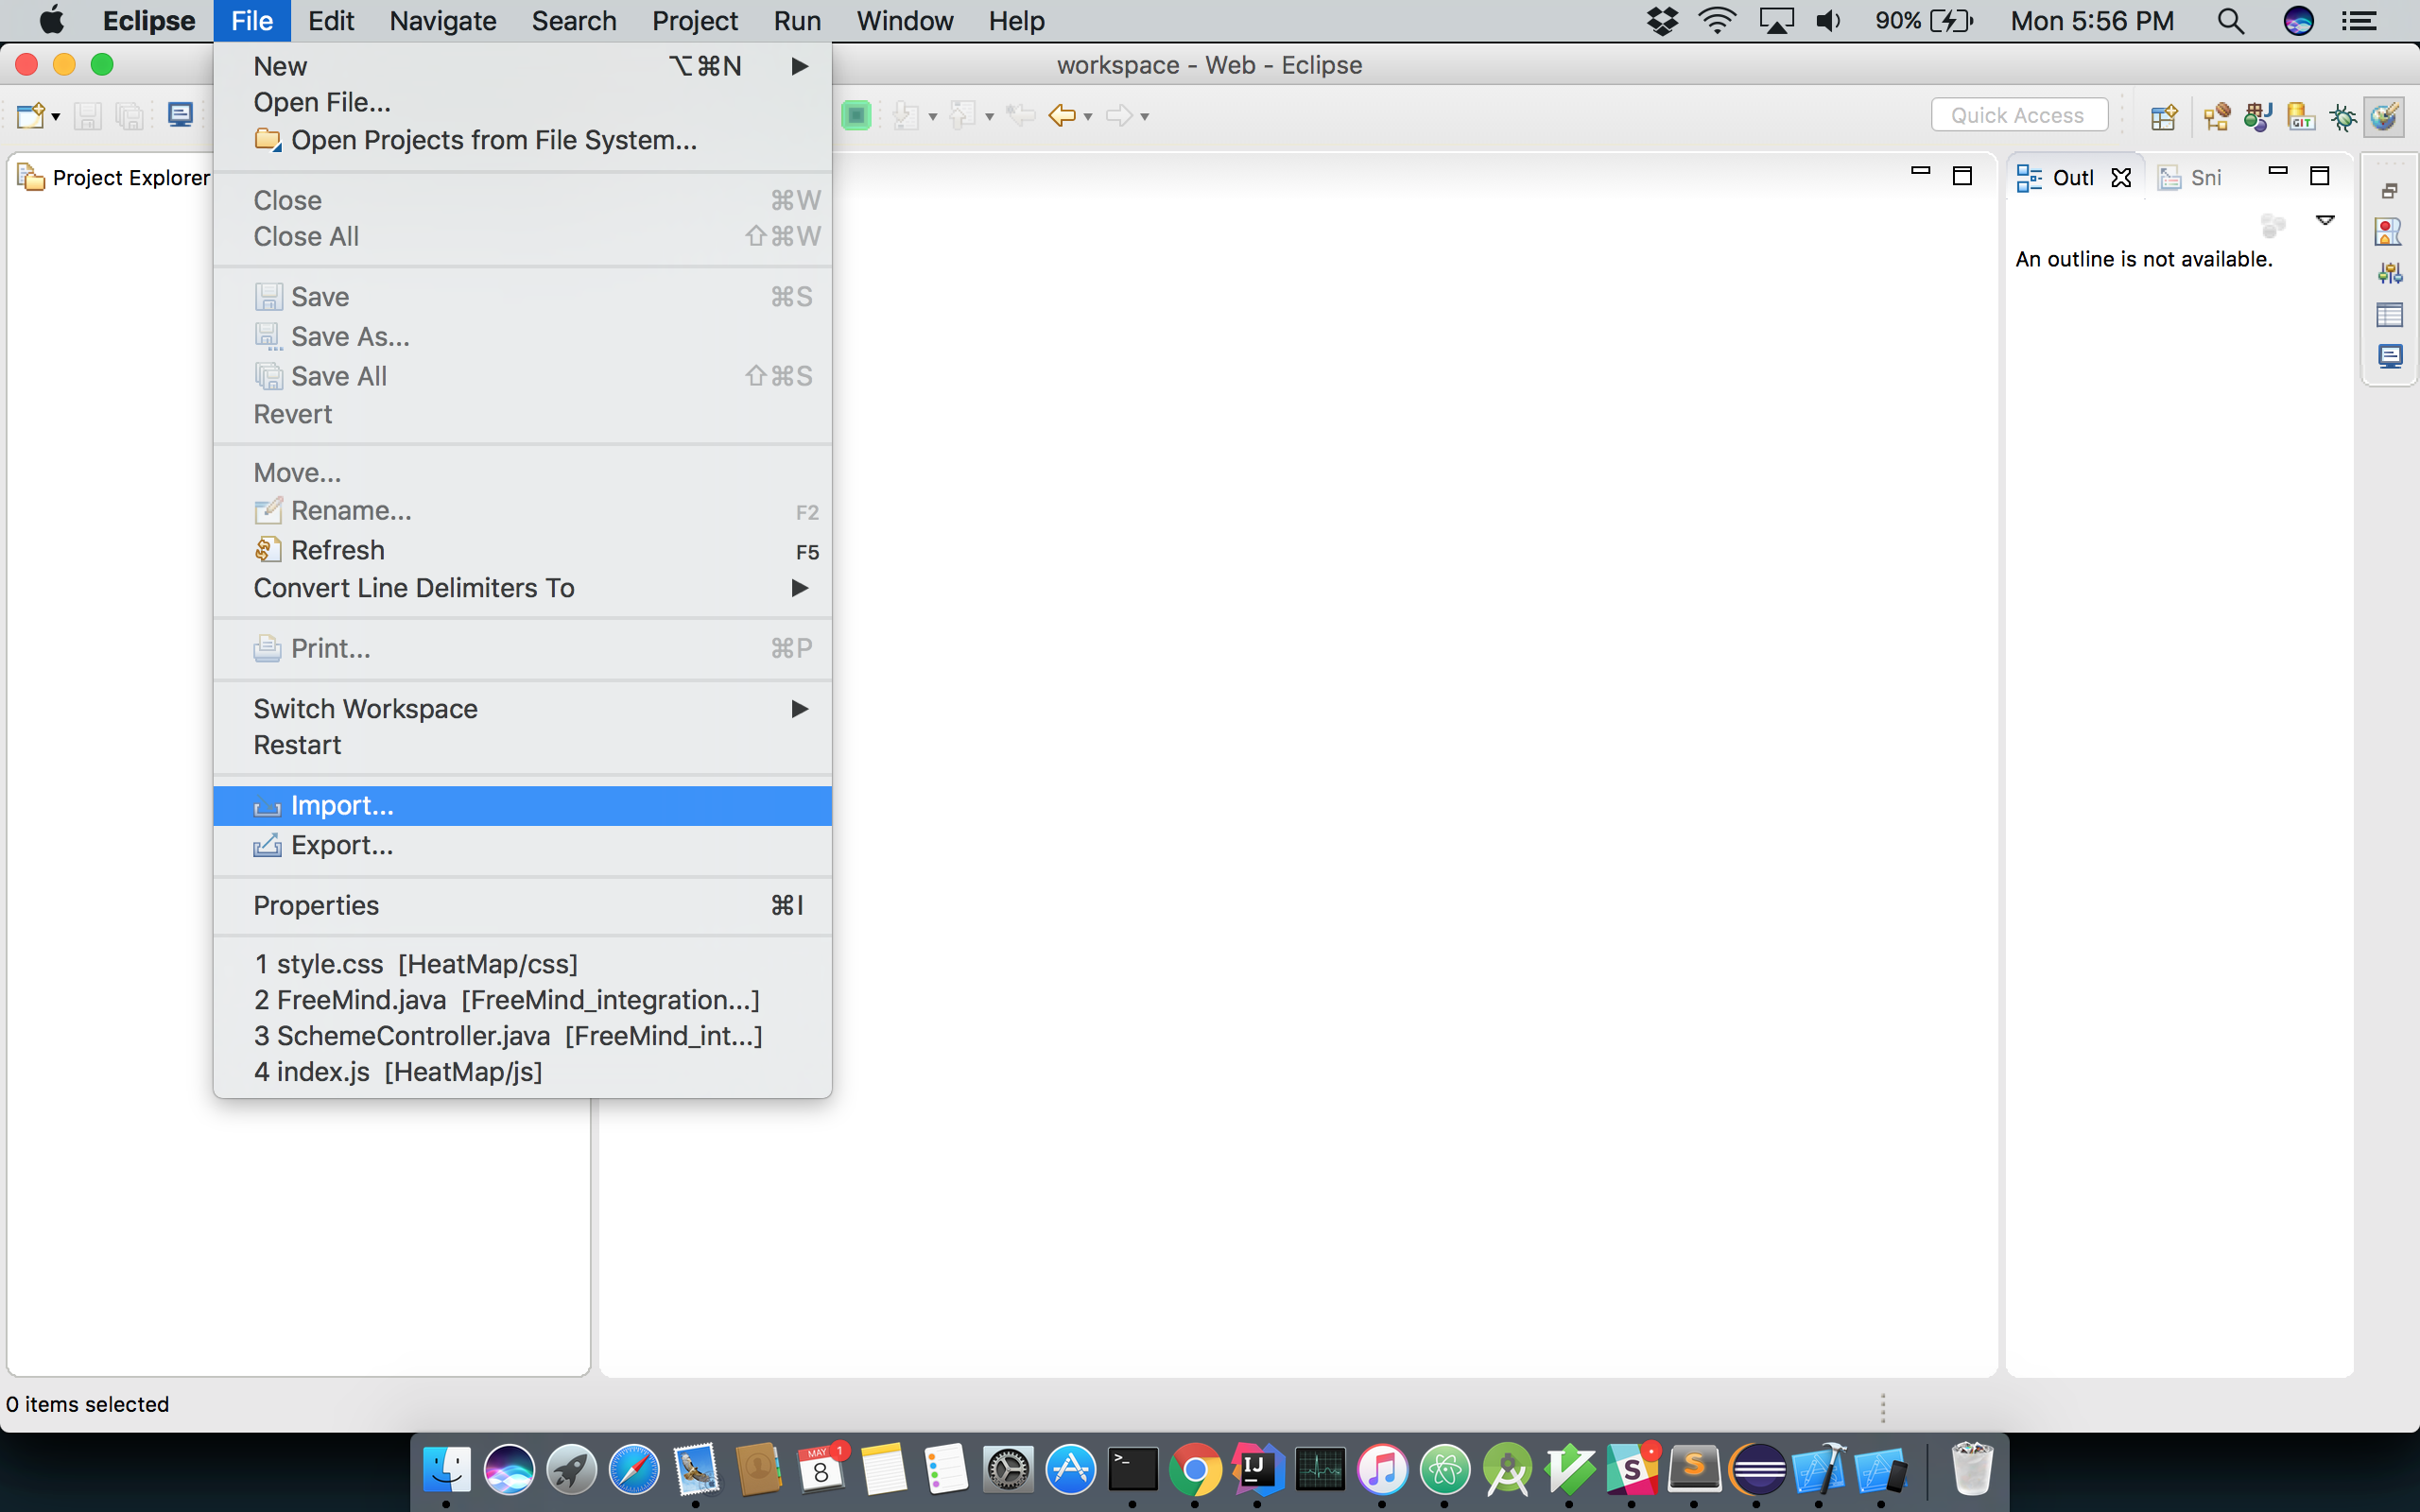 Eclipse File Edit Navigate Search Project Run Window Help 90% Mon 5:56 PM
workspace - Web - Eclipse
New ⌥⌘N ▶
Open File...
Open Projects from File System...
Close ⌘W
Close All ⇧⌘W
Save ⌘S
Save As...
Save All ⇧⌘S
Revert
Move...
Rename... F2
Refresh F5
Convert Line Delimiters To ▶
Print... ⌘P
Switch Workspace ▶
Restart
Import...
Export...
Properties ⌘I
1 style.css [HeatMap/css]
2 FreeMind.java [FreeMind_integration...]
3 SchemeController.java [FreeMind_int...]
4 index.js [HeatMap/js]
Quick Access
GIT
Project Explorer
Outl
Sni
An outline is not available.
0 items selected
MAY
8
1
>_
IJ
S
S